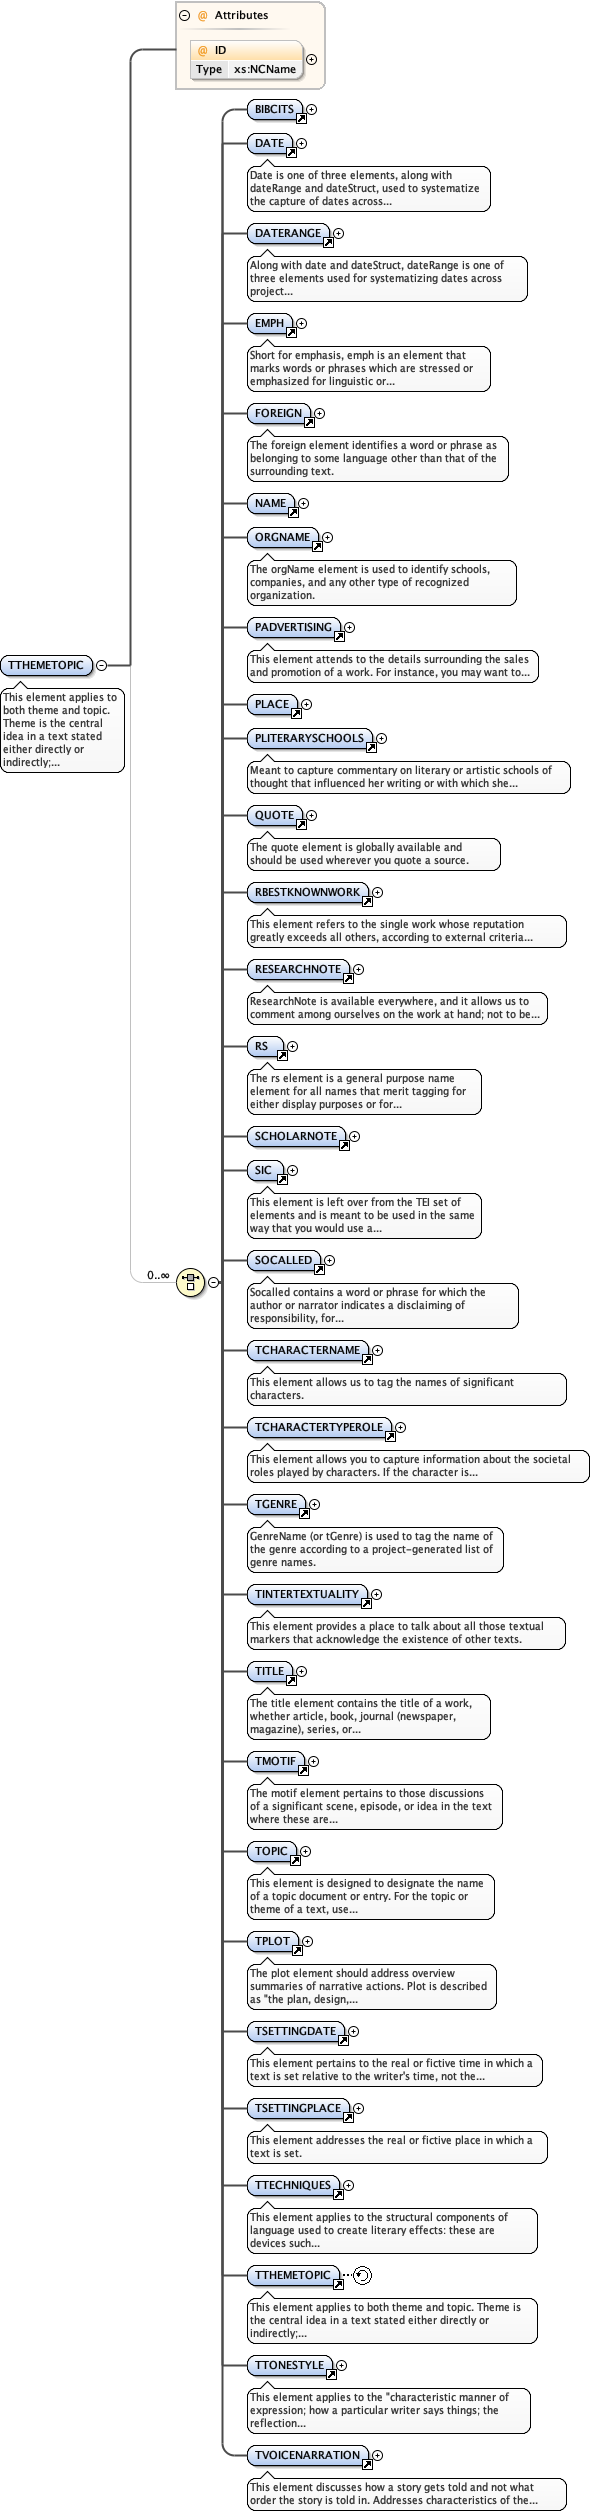 @ Attributes
@ ID
Type xs:NCName
BIBCITS
DATE
Date is one of three elements, along with
dateRange and dateStruct, used to systematize
the capture of dates across...
DATERANGE
Along with date and dateStruct, dateRange is one of
three elements used for systematizing dates across
project...
EMPH
Short for emphasis, emph is an element that
marks words or phrases which are stressed or
emphasized for linguistic or...
FOREIGN
The foreign element identifies a word or phrase as
belonging to some language other than that of the
surrounding text.
NAME
ORGNAME
The orgName element is used to identify schools,
companies, and any other type of recognized
organization.
PADVERTISING
This element attends to the details surrounding the sales
and promotion of a work. For instance, you may want to...
TTHEMETOPIC
This element applies to
both theme and topic.
Theme is the central
idea in a text stated
either directly or
indirectly;...
PLACE
PLITERARYSCHOOLS
Meant to capture commentary on literary or artistic schools of
thought that influenced her writing or with which she...
QUOTE
The quote element is globally available and
should be used wherever you quote a source.
RBESTKNOWNWORK
This element refers to the single work whose reputation
greatly exceeds all others, according to external criteria...
RESEARCHNOTE
ResearchNote is available everywhere, and it allows us to
comment among ourselves on the work at hand; not to be...
RS
The rs element is a general purpose name
element for all names that merit tagging for
either display purposes or for...
SCHOLARNOTE
SIC
This element is left over from the TEI set of
elements and is meant to be used in the same
way that you would use a...
0..∞
SOCALLED
Socalled contains a word or phrase for which the
author or narrator indicates a disclaiming of
responsibility, for...
TCHARACTERNAME
This element allows us to tag the names of significant
characters.
TCHARACTERTYPEROLE
This element allows you to capture information about the societal
roles played by characters. If the character is...
TGENRE
GenreName (or tGenre) is used to tag the name of
the genre according to a project-generated list of
genre names.
TINTERTEXTUALITY
This element provides a place to talk about all those textual
markers that acknowledge the existence of other texts.
TITLE
The title element contains the title of a work,
whether article, book, journal (newspaper,
magazine), series, or...
TMOTIF
The motif element pertains to those discussions
of a significant scene, episode, or idea in the text
where these are...
TOPIC
This element is designed to designate the name
of a topic document or entry. For the topic or
theme of a text, use...
TPLOT
The plot element should address overview
summaries of narrative actions. Plot is described
as "the plan, design,...
TSETTINGDATE
This element pertains to the real or fictive time in which a
text is set relative to the writer's time, not the...
TSETTINGPLACE
This element addresses the real or fictive place in which a
text is set.
TTECHNIQUES
This element applies to the structural components of
language used to create literary effects: these are
devices such...
TTHEMETOPIC
This element applies to both theme and topic. Theme is
the central idea in a text stated either directly or
indirectly;...
TTONESTYLE
This element applies to the "characteristic manner of
expression; how a particular writer says things; the
reflection...
TVOICENARRATION
This element discusses how a story gets told and not what
order the story is told in. Addresses characteristics of the...